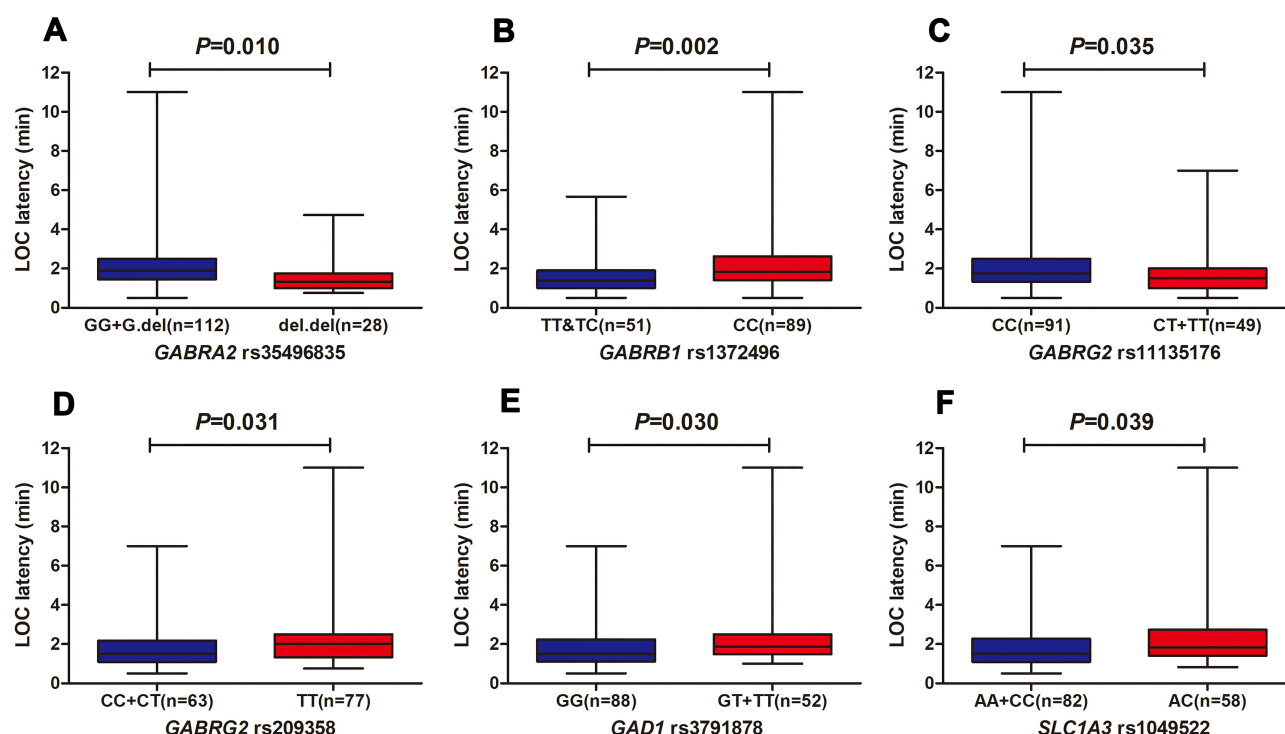 A
P=0.010
LOC latency (min)
12
10
8
6
4
2
0
GG+G.del(n=112)
del.del(n=28)
GABRA2 rs35496835
B
P=0.002
LOC latency (min)
12
10
8
6
4
2
0
TT&TC(n=51)
CC(n=89)
GABRB1 rs1372496
C
P=0.035
LOC latency (min)
12
10
8
6
4
2
0
CC(n=91)
CT+TT(n=49)
GABRG2 rs11135176
D
P=0.031
LOC latency (min)
12
10
8
6
4
2
0
CC+CT(n=63)
TT(n=77)
GABRG2 rs209358
E
P=0.030
LOC latency (min)
12
10
8
6
4
2
0
GG(n=88)
GT+TT(n=52)
GAD1 rs3791878
F
P=0.039
LOC latency (min)
12
10
8
6
4
2
0
AA+CC(n=82)
AC(n=58)
SLC1A3 rs1049522